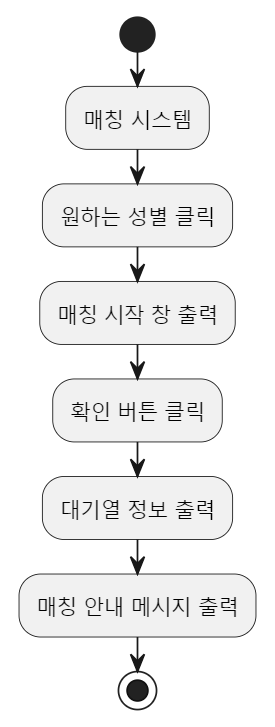 매칭 시스템
원하는 성별 클릭
매칭 시작 창 출력
확인 버튼 클릭
대기열 정보 출력
매칭 안내 메시지 출력